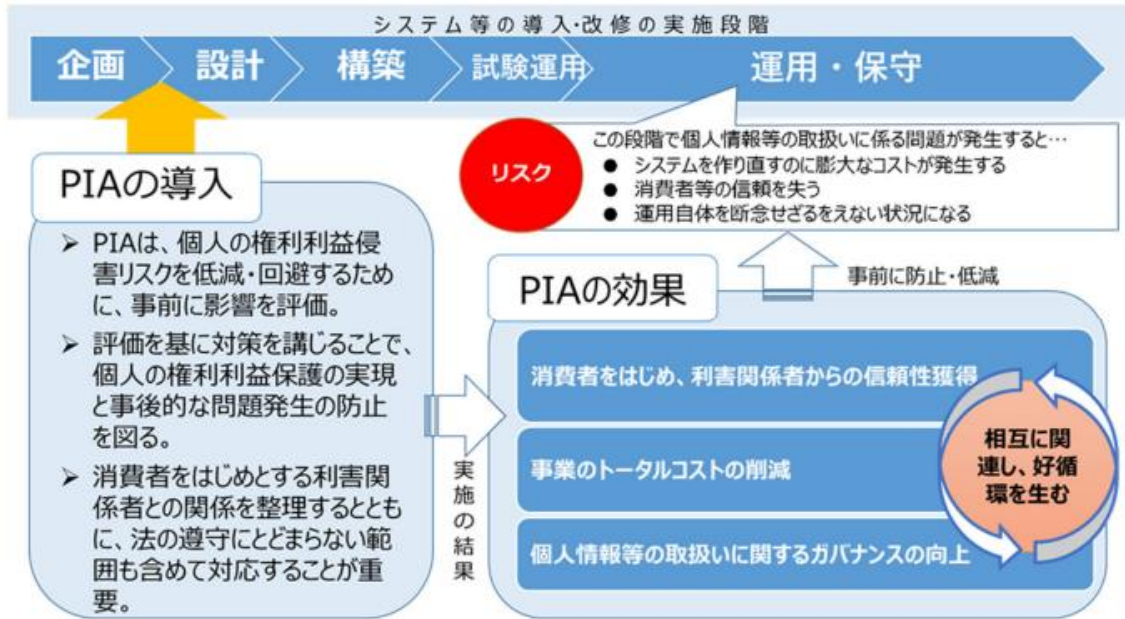 システム等の導入・改修の実施段階
企画
設計
構築
試験運用
運用・保守
リスク
この段階で個人情報等の取扱いに係る問題が発生すると…
● システムを作り直すのに膨大なコストが発生する
● 消費者等の信頼を失う
● 運用自体を断念せざるをえない状況になる
PIAの導入
➢ PIAは、個人の権利利益侵
害リスクを低減・回避するため
に、事前に影響を評価。
➢ 評価を基に対策を講じることで、
個人の権利利益保護の実現
と事後的な問題発生の防止
を図る。
➢ 消費者をはじめとする利害関
係者との関係を整理するととも
に、法の遵守にとどまらない範
囲も含めて対応することが重
要。
実施の結果
事前に防止・低減
PIAの効果
消費者をはじめ、利害関係者からの信頼性獲得
事業のトータルコストの削減
個人情報等の取扱いに関するガバナンスの向上
相互に関
連し、好循
環を生む